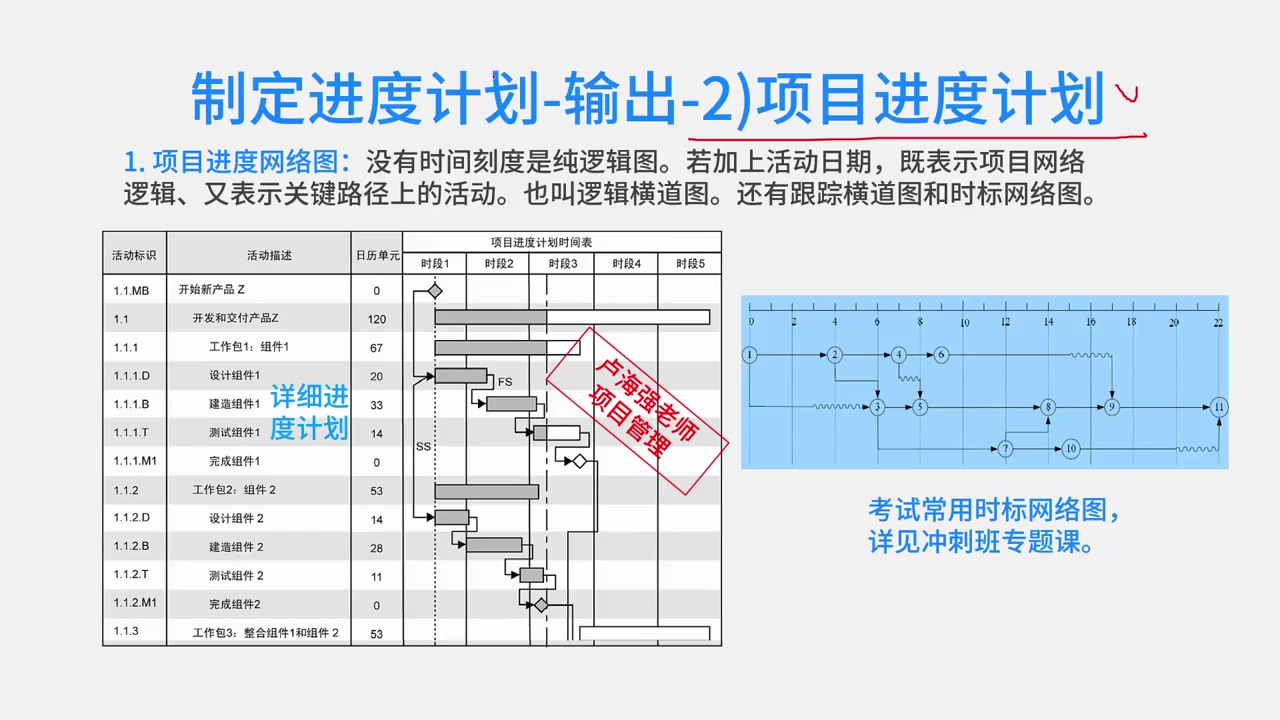 制定进度计划-输出-2)项目进度计划
1. 项目进度网络图：没有时间刻度是纯逻辑图。若加上活动日期，既表示项目网络
逻辑、又表示关键路径上的活动。也叫逻辑横道图。还有跟踪横道图和时标网络图。
活动标识 活动描述 日历单元 项目进度计划时间表
时段1 时段2 时段3 时段4 时段5
1.1.MB 开始新产品 Z 0
1.1 开发和交付产品Z 120
1.1.1 工作包1：组件1 67
1.1.1.D 设计组件1 20
FS
1.1.1.B 建造组件1 33
1.1.1.T 测试组件1 14
SS
1.1.1.M1 完成组件1 0
1.1.2 工作包2：组件 2 53
1.1.2.D 设计组件 2 14
1.1.2.B 建造组件 2 28
1.1.2.T 测试组件 2 11
1.1.2.M1 完成组件2 0
1.1.3 工作包3：整合组件1和组件 2 53
详细进
度计划
卢海强老师
项目管理
0 2 4 6 8 10 12 14 16 18 20 22
1 2 4 6
3 5 8 9 11
7 10
考试常用时标网络图，
详见冲刺班专题课。